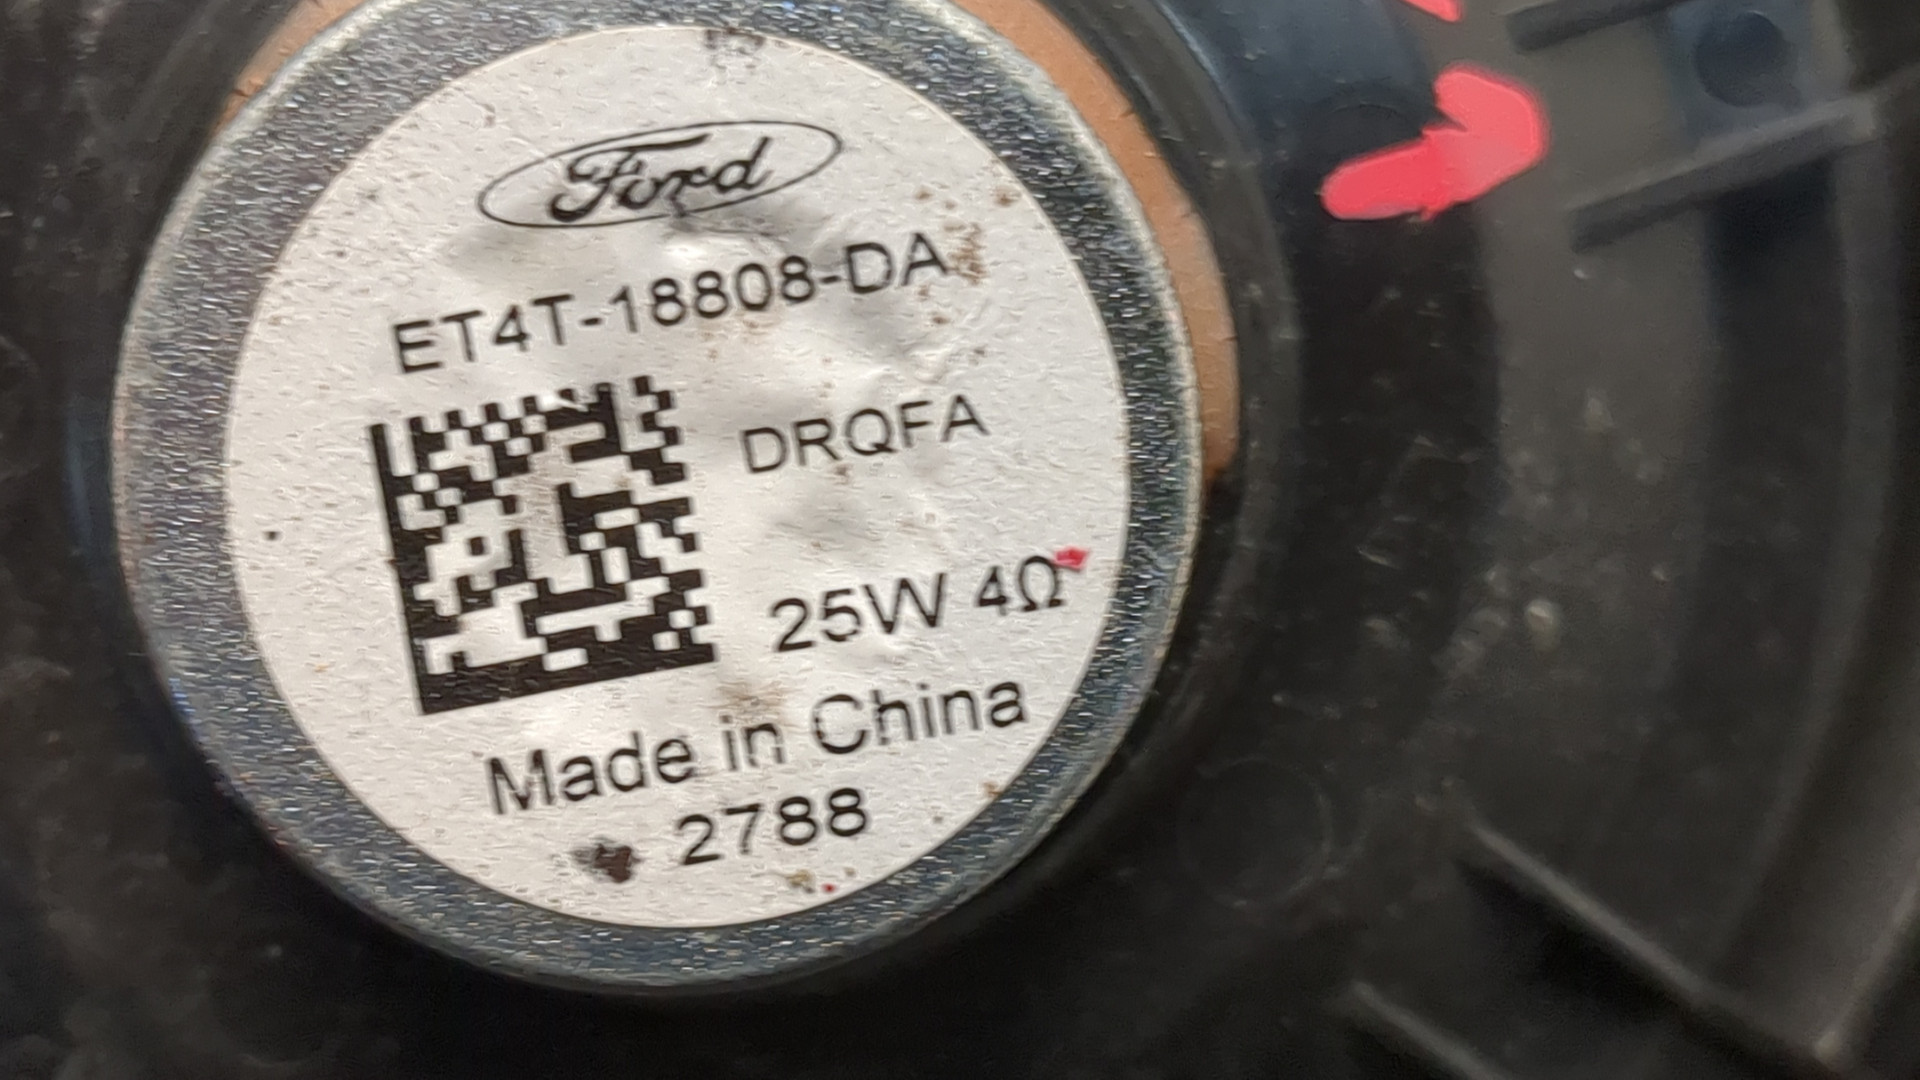 Ford
ET4T-18808-DA
DRQFA
25W 4Ω
Made in China
2788